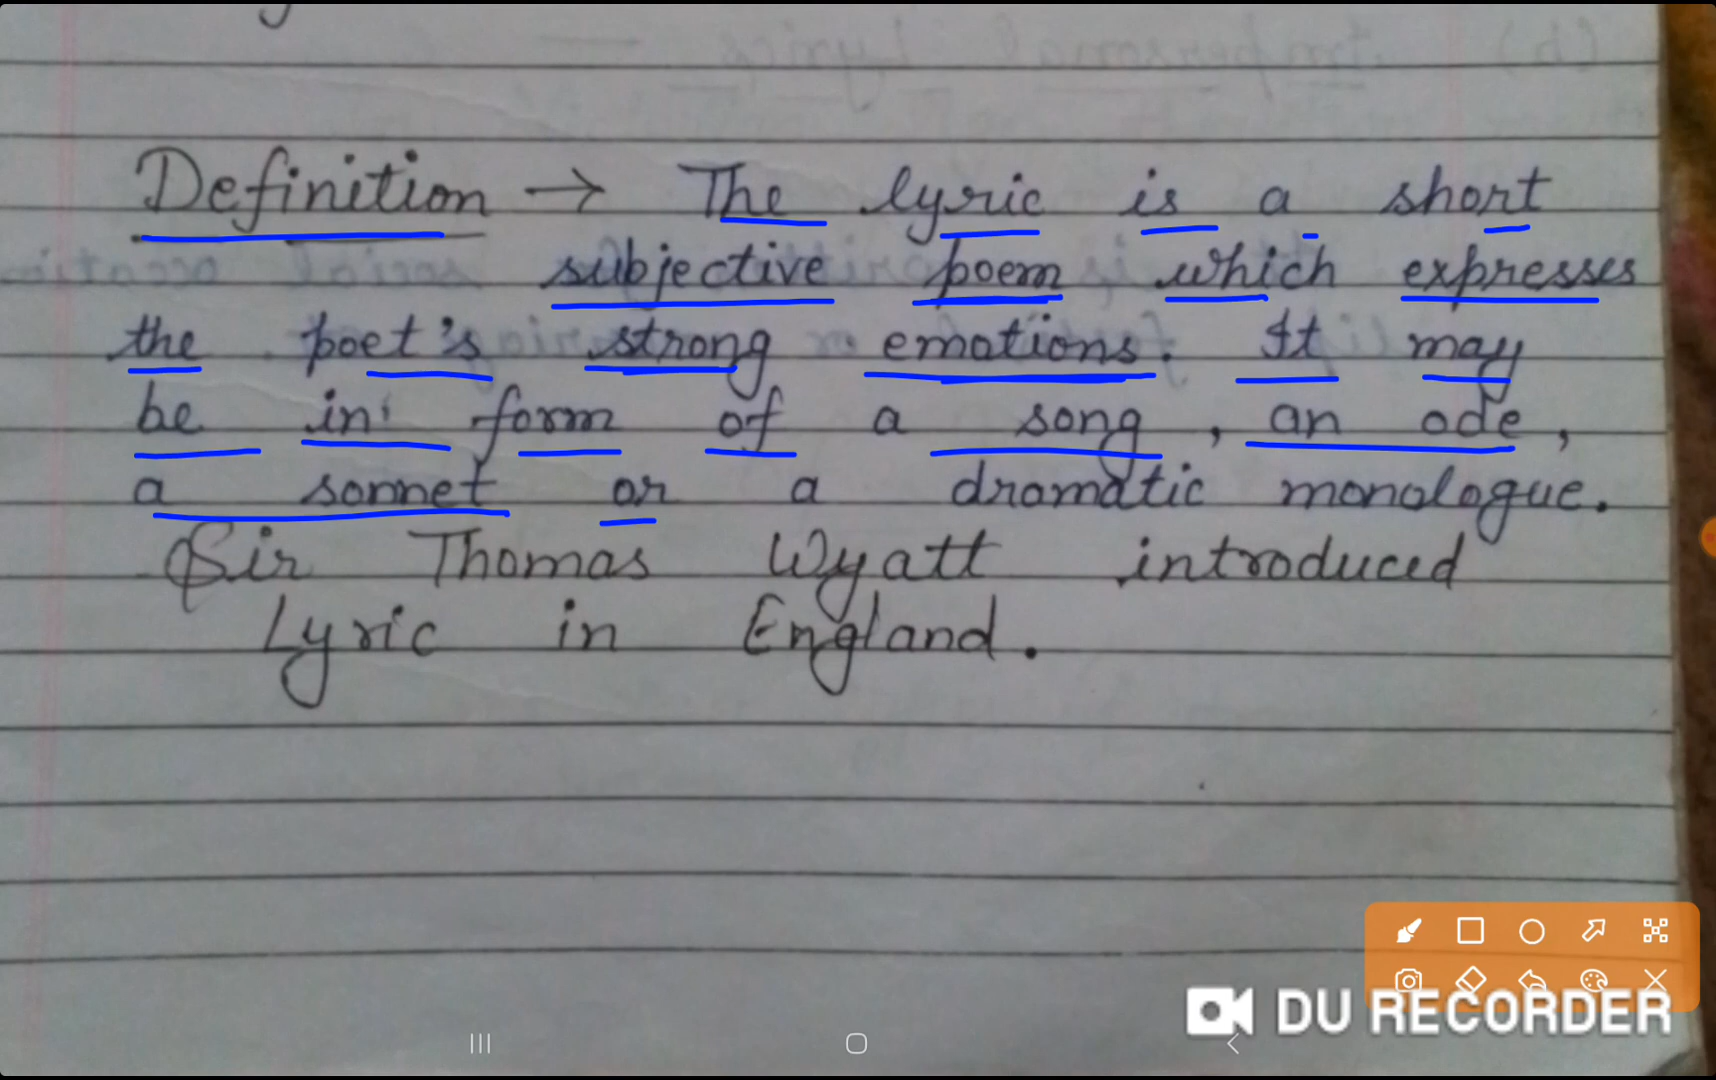 Definition → The lyric is a short
subjective poem which expresses
the poet's strong emotions. It may
be in form of a song, an ode,
a sonnet or a dramatic monologue.
Sir Thomas Wyatt introduced
Lyric in England.
DU RECORDER